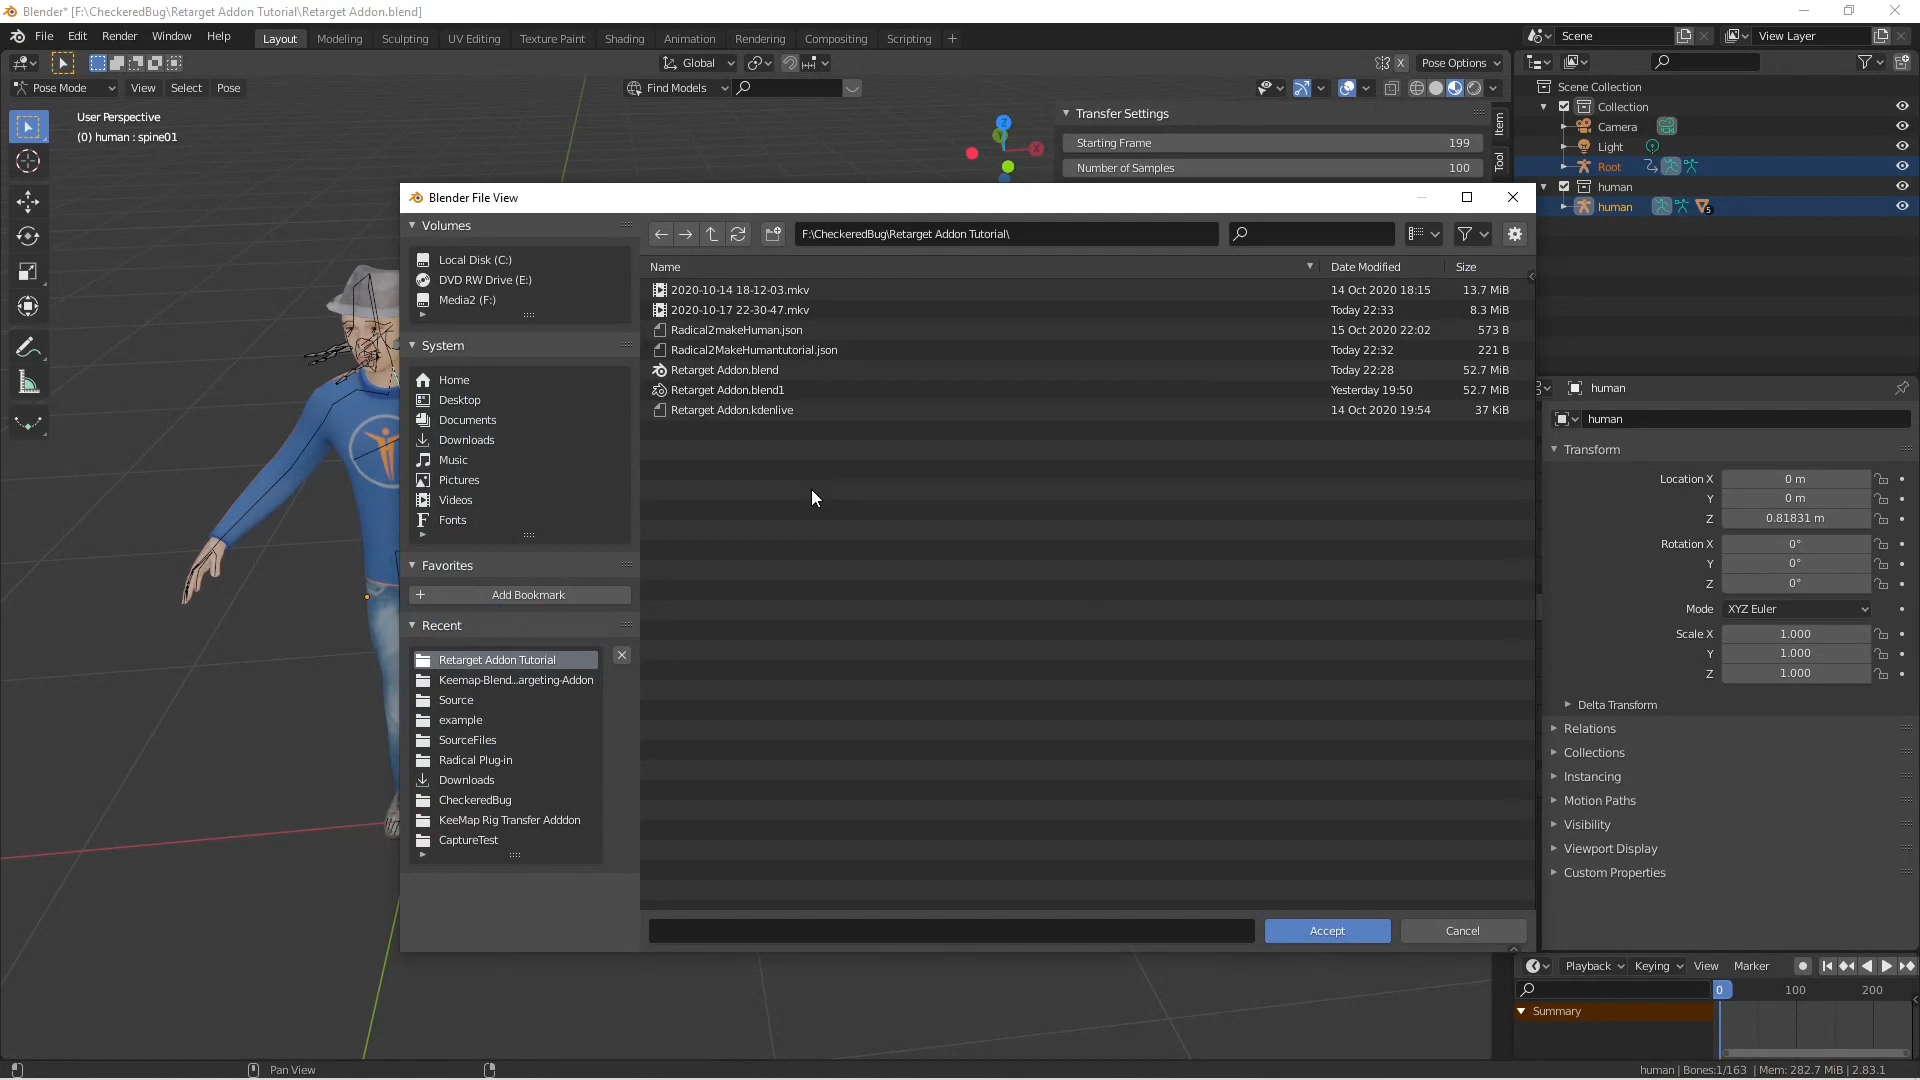 Blender* [F:\CheckeredBug\Retarget Addon Tutorial\Retarget Addon.blend]
File Edit Render Window Help Layout Modeling Sculpting UV Editing Texture Paint Shading Animation Rendering Compositing Scripting + Scene View Layer
Global Pose Options
Pose Mode View Select Pose Find Models
User Perspective
(0) human : spine01
Transfer Settings
Starting Frame 199
Number of Samples 100
Item
Tool
Z
Y
X
Scene Collection
Collection
Camera
Light
Root
human
human 5
Blender File View
Volumes
Local Disk (C:)
DVD RW Drive (E:)
Media2 (F:)
System
Home
Desktop
Documents
Downloads
Music
Pictures
Videos
Fonts
Favorites
Add Bookmark
Recent
Retarget Addon Tutorial
Keemap-Blend...argeting-Addon
Source
example
SourceFiles
Radical Plug-in
Downloads
CheckeredBug
KeeMap Rig Transfer Adddon
CaptureTest
F:\CheckeredBug\Retarget Addon Tutorial\
Name Date Modified Size
2020-10-14 18-12-03.mkv 14 Oct 2020 18:15 13.7 MiB
2020-10-17 22-30-47.mkv Today 22:33 8.3 MiB
Radical2makeHuman.json 15 Oct 2020 22:02 573 B
Radical2MakeHumantutorial.json Today 22:32 221 B
Retarget Addon.blend Today 22:28 52.7 MiB
Retarget Addon.blend1 Yesterday 19:50 52.7 MiB
Retarget Addon.kdenlive 14 Oct 2020 19:54 37 KiB
Accept Cancel
human
human
Transform
Location X 0 m
Y 0 m
Z 0.81831 m
Rotation X 0°
Y 0°
Z 0°
Mode XYZ Euler
Scale X 1.000
Y 1.000
Z 1.000
Delta Transform
Relations
Collections
Instancing
Motion Paths
Visibility
Viewport Display
Custom Properties
Playback Keying View Marker
0 100 200
Summary
Pan View
human | Bones:1/163 | Mem: 282.7 MiB | 2.83.1